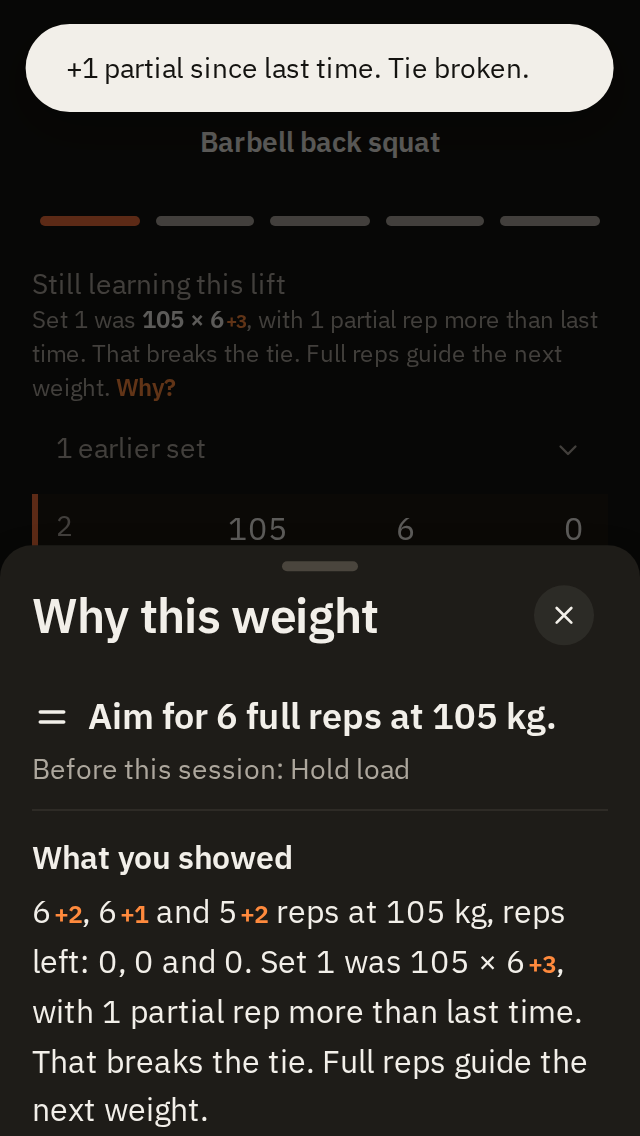 +1 partial since last time. Tie broken.
Barbell back squat
Still learning this lift
Set 1 was 105 × 6 +3, with 1 partial rep more than last
time. That breaks the tie. Full reps guide the next
weight. Why?
1 earlier set
2 105 6 0
Why this weight
= Aim for 6 full reps at 105 kg.
Before this session: Hold load
What you showed
6 +2, 6 +1 and 5 +2 reps at 105 kg, reps
left: 0, 0 and 0. Set 1 was 105 × 6 +3,
with 1 partial rep more than last time.
That breaks the tie. Full reps guide the
next weight.